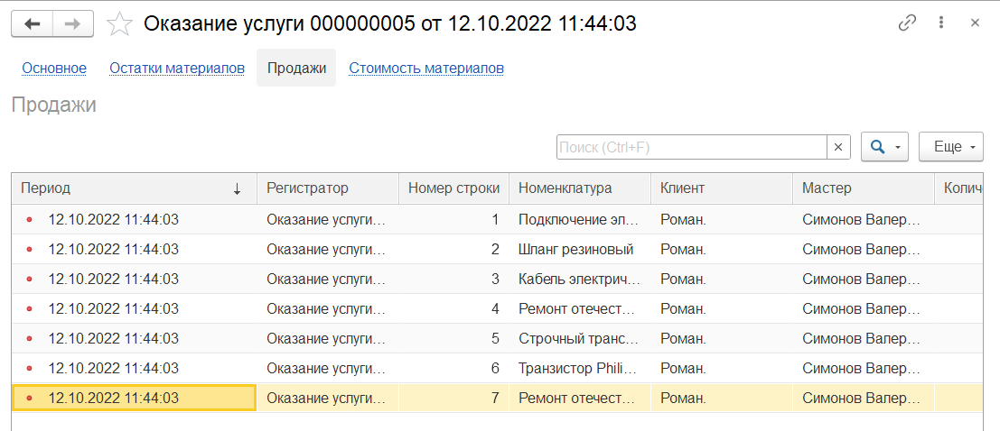 Оказание услуги 000000005 от 12.10.2022 11:44:03
Основное Остатки материалов Продажи Стоимость материалов
Продажи
Поиск (Ctrl+F) × Еще
Период ↓ Регистратор Номер строки Номенклатура Клиент Мастер Количе
12.10.2022 11:44:03 Оказание услуги... 1 Подключение эл... Роман. Симонов Валер...
12.10.2022 11:44:03 Оказание услуги... 2 Шланг резиновый Роман. Симонов Валер...
12.10.2022 11:44:03 Оказание услуги... 3 Кабель электрич... Роман. Симонов Валер...
12.10.2022 11:44:03 Оказание услуги... 4 Ремонт отечест... Роман. Симонов Валер...
12.10.2022 11:44:03 Оказание услуги... 5 Строчный транс... Роман. Симонов Валер...
12.10.2022 11:44:03 Оказание услуги... 6 Транзистор Phili... Роман. Симонов Валер...
12.10.2022 11:44:03 Оказание услуги... 7 Ремонт отечест... Роман. Симонов Валер...